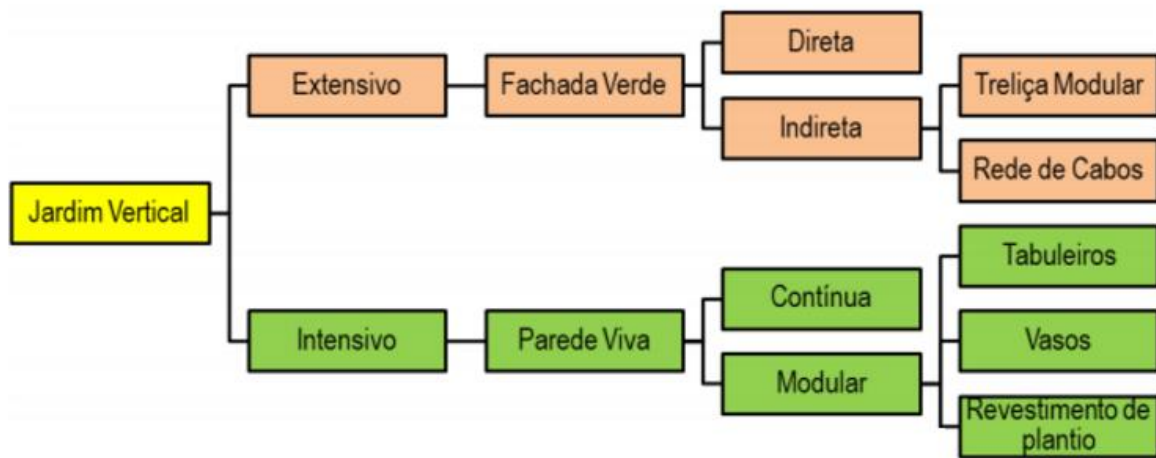 Jardim Vertical
Extensivo
Fachada Verde
Direta
Indireta
Treliça Modular
Rede de Cabos
Intensivo
Parede Viva
Contínua
Modular
Tabuleiros
Vasos
Revestimento de
plantio